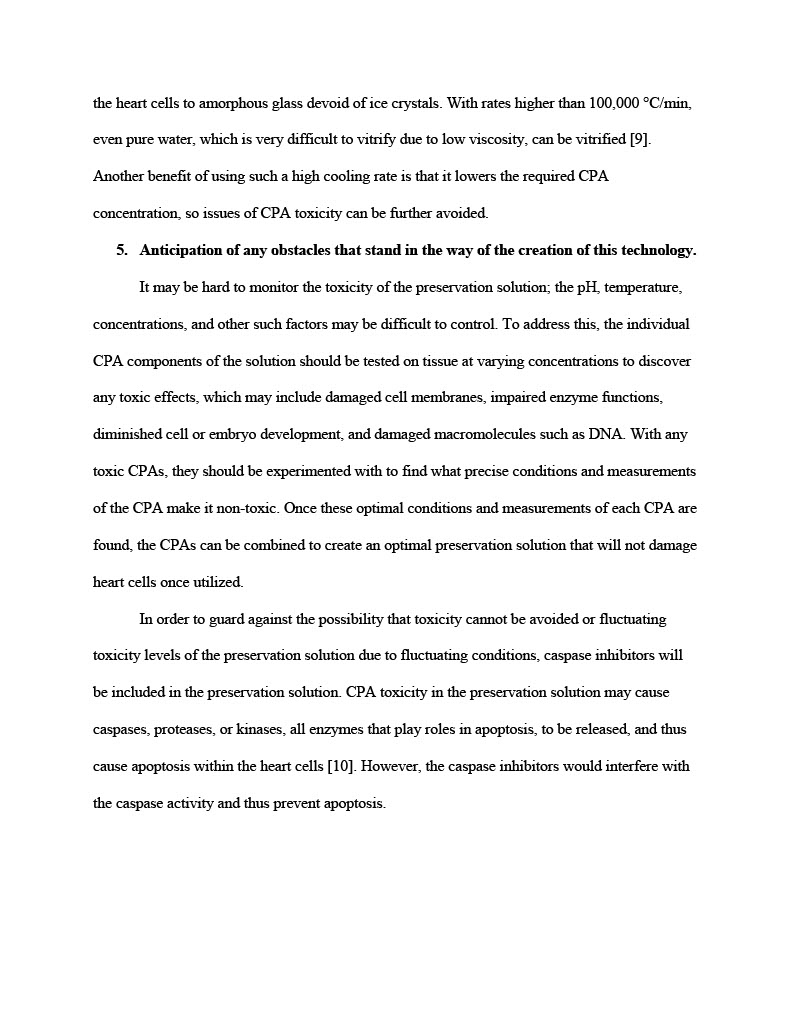 the heart cells to amorphous glass devoid of ice crystals. With rates higher than 100,000 °C/min,
even pure water, which is very difficult to vitrify due to low viscosity, can be vitrified [9].
Another benefit of using such a high cooling rate is that it lowers the required CPA
concentration, so issues of CPA toxicity can be further avoided.
5. Anticipation of any obstacles that stand in the way of the creation of this technology.
It may be hard to monitor the toxicity of the preservation solution; the pH, temperature,
concentrations, and other such factors may be difficult to control. To address this, the individual
CPA components of the solution should be tested on tissue at varying concentrations to discover
any toxic effects, which may include damaged cell membranes, impaired enzyme functions,
diminished cell or embryo development, and damaged macromolecules such as DNA. With any
toxic CPAs, they should be experimented with to find what precise conditions and measurements
of the CPA make it non-toxic. Once these optimal conditions and measurements of each CPA are
found, the CPAs can be combined to create an optimal preservation solution that will not damage
heart cells once utilized.
In order to guard against the possibility that toxicity cannot be avoided or fluctuating
toxicity levels of the preservation solution due to fluctuating conditions, caspase inhibitors will
be included in the preservation solution. CPA toxicity in the preservation solution may cause
caspases, proteases, or kinases, all enzymes that play roles in apoptosis, to be released, and thus
cause apoptosis within the heart cells [10]. However, the caspase inhibitors would interfere with
the caspase activity and thus prevent apoptosis.